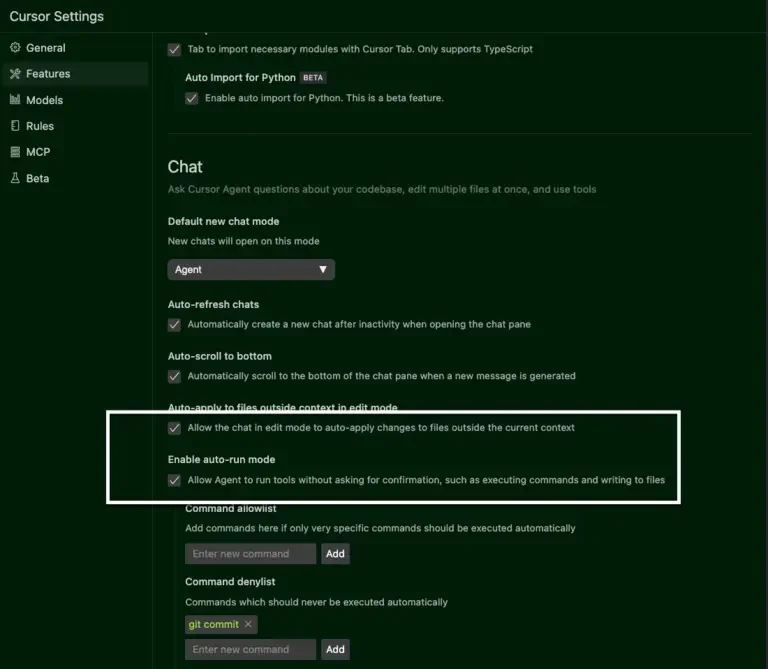 Cursor Settings
General
Features
Models
Rules
MCP
Beta
Tab to import necessary modules with Cursor Tab. Only supports TypeScript
Auto Import for Python BETA
Enable auto import for Python. This is a beta feature.
Chat
Ask Cursor Agent questions about your codebase, edit multiple files at once, and use tools
Default new chat mode
New chats will open on this mode
Agent
Auto-refresh chats
Automatically create a new chat after inactivity when opening the chat pane
Auto-scroll to bottom
Automatically scroll to the bottom of the chat pane when a new message is generated
Auto-apply to files outside context in edit mode
Allow the chat in edit mode to auto-apply changes to files outside the current context
Enable auto-run mode
Allow Agent to run tools without asking for confirmation, such as executing commands and writing to files
Command allowlist
Add commands here if only very specific commands should be executed automatically
Enter new command Add
Command denylist
Commands which should never be executed automatically
git commit ×
Enter new command Add